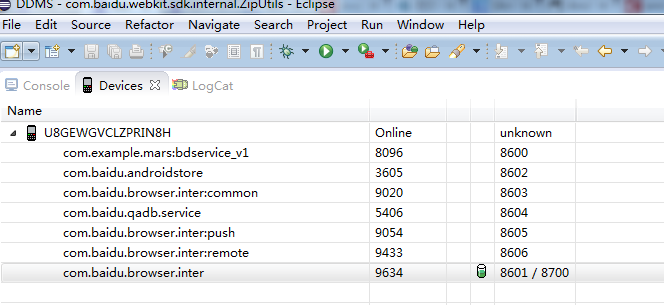 DDMS - com.baidu.webkit.sdk.internal.ZipUtils - Eclipse
File Edit Refactor Run Navigate Search Project Window Help
Console Devices LogCat
Name
U8GEWGVCLZPRIN8H Online unknown
com.example.mars:bdservice_v1 8096 8600
com.baidu.androidstore 3605 8602
com.baidu.browser.inter:common 9020 8603
com.baidu.qadb.service 5406 8604
com.baidu.browser.inter:push 9054 8605
com.baidu.browser.inter:remote 9433 8606
com.baidu.browser.inter 9634 8601 / 8700